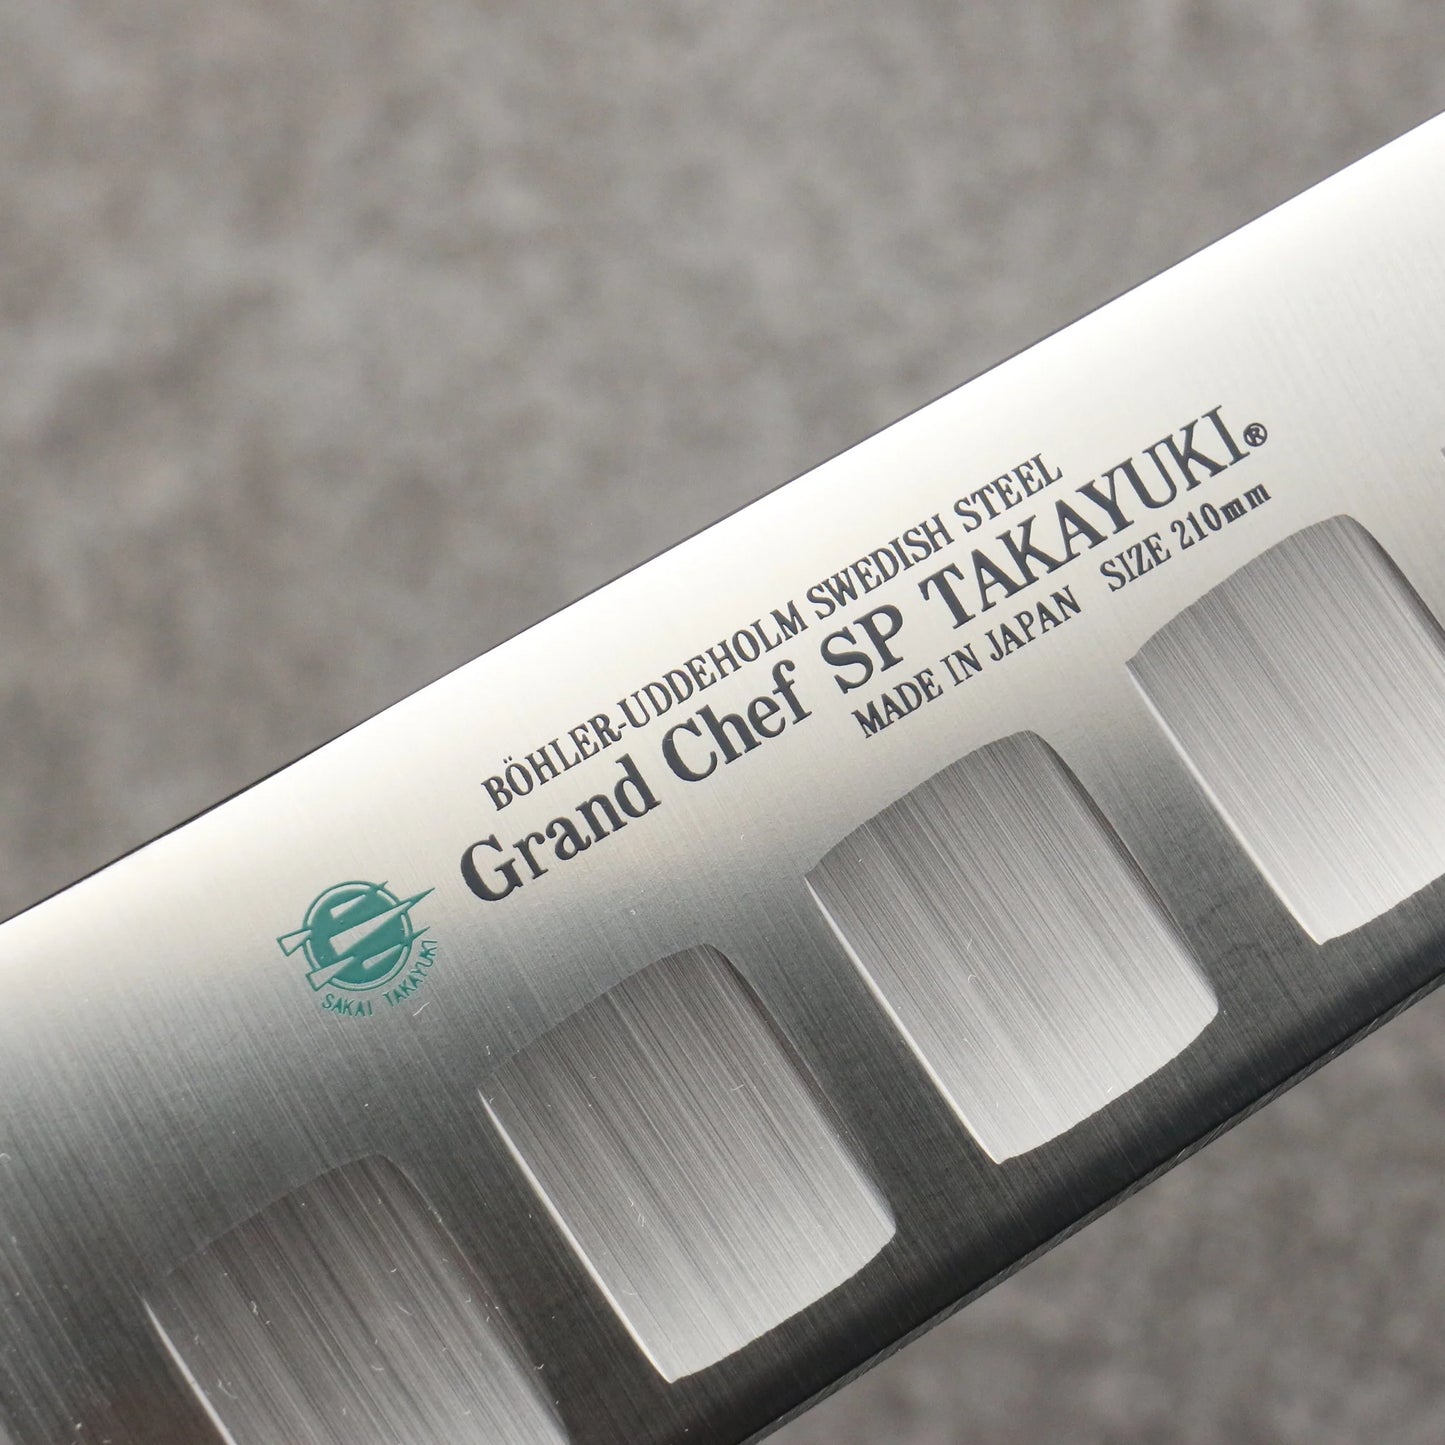 BÖHLER-UDDEHOLM SWEDISH STEEL
Grand Chef SP TAKAYUKI®
MADE IN JAPAN SIZE 210mm
SAKAI TAKAYUKI